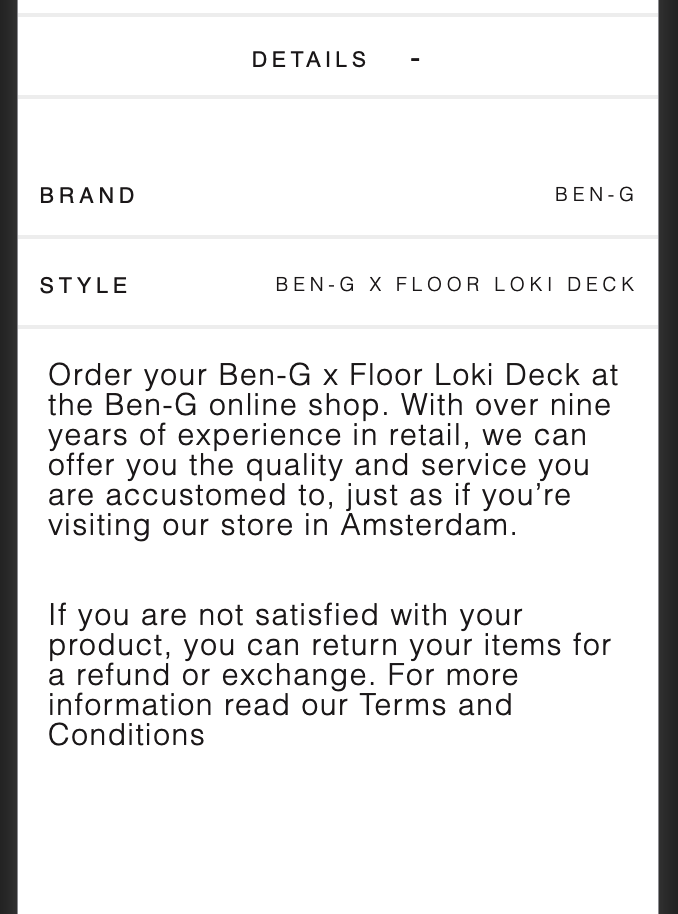 DETAILS -
BRAND BEN-G
STYLE BEN-G X FLOOR LOKI DECK
Order your Ben-G x Floor Loki Deck at
the Ben-G online shop. With over nine
years of experience in retail, we can
offer you the quality and service you
are accustomed to, just as if you’re
visiting our store in Amsterdam.
If you are not satisfied with your
product, you can return your items for
a refund or exchange. For more
information read our Terms and
Conditions